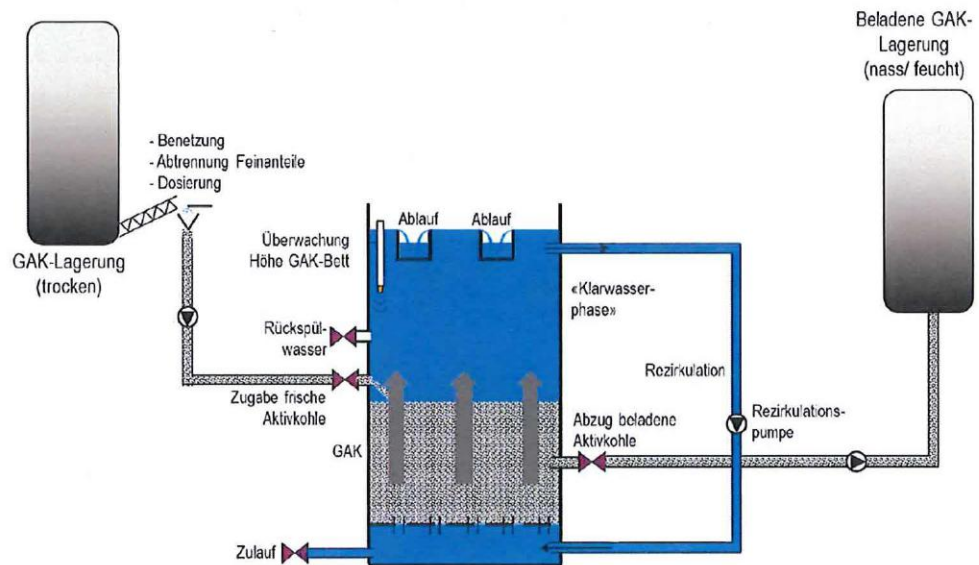 Beladene GAK-
Lagerung
(nass/ feucht)
- Benetzung
- Abtrennung Feinanteile
- Dosierung
GAK-Lagerung
(trocken)
Überwachung
Höhe GAK-Bett
Ablauf
Ablauf
«Klarwasser-
phase»
Rückspül-
wasser
Rezirkulation
Zugabe frische
Aktivkohle
Rezirkulations-
pumpe
Abzug beladene
Aktivkohle
GAK
Zulauf